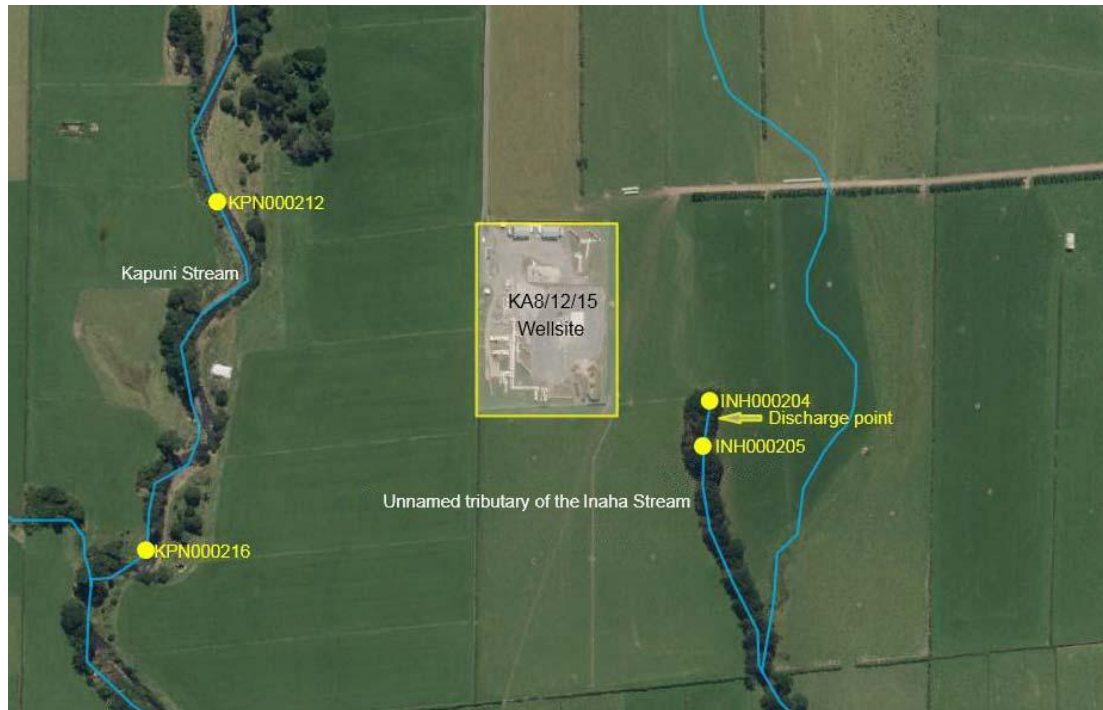 KPN000212
Kapuni Stream
KA8/12/15
Wellsite
INH000204
Discharge point
INH000205
Unnamed tributary of the Inaha Stream
KPN000216